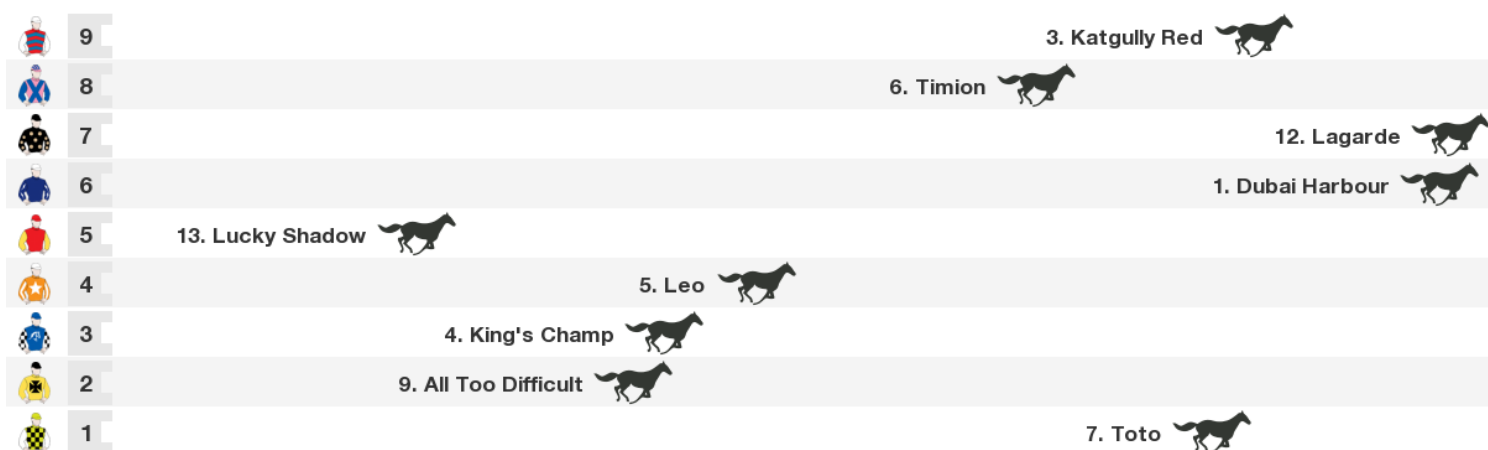 9 3. Katgully Red
8 6. Timion
7 12. Lagarde
6 1. Dubai Harbour
5 13. Lucky Shadow
4 5. Leo
3 4. King's Champ
2 9. All Too Difficult
1 7. Toto